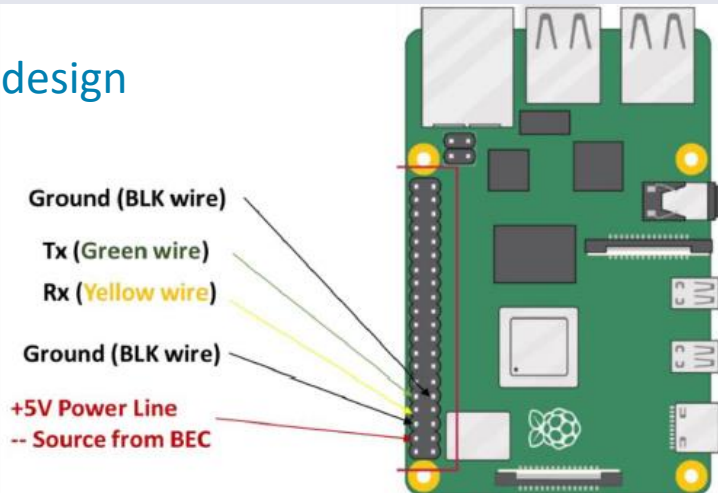 design
Ground (BLK wire)
Tx (Green wire)
Rx (Yellow wire)
Ground (BLK wire)
+5V Power Line
-- Source from BEC